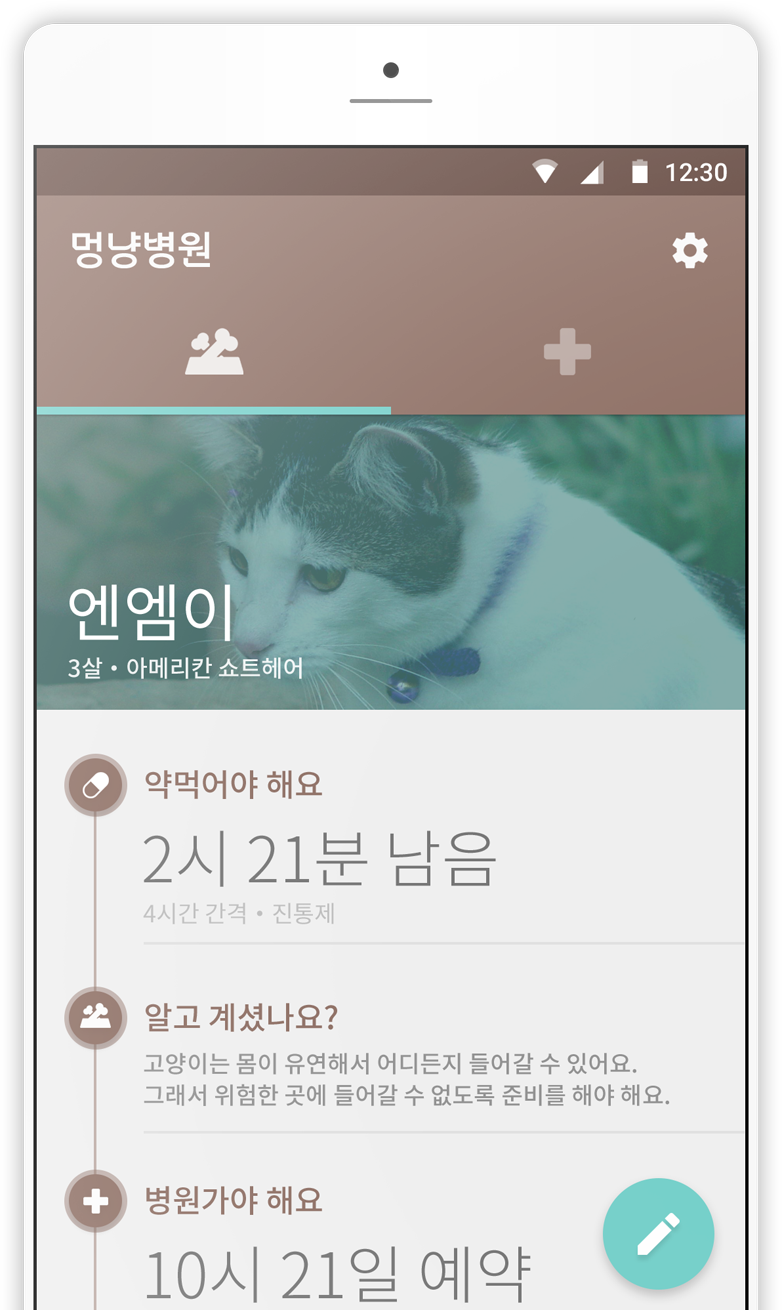 12:30
멍냥병원
엔엠이
3살 • 아메리칸 쇼트헤어
약먹어야 해요
2시 21분 남음
4시간 간격 • 진통제
알고 계셨나요?
고양이는 몸이 유연해서 어디든지 들어갈 수 있어요.
그래서 위험한 곳에 들어갈 수 없도록 준비를 해야 해요.
병원가야 해요
10시 21일 예약